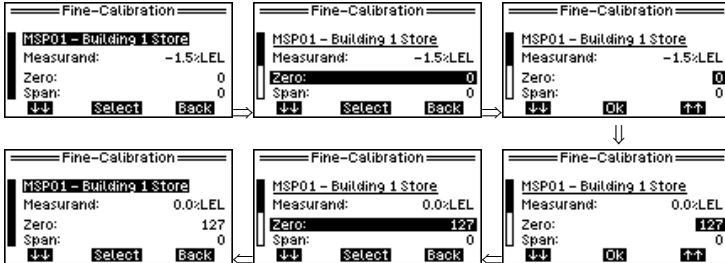 Fine-Calibration
MSP01 - Building 1 Store
Measurand: -1.5%LEL
Zero: 0
Span: 0
↓↓ Select Back
⇒
Fine-Calibration
MSP01 - Building 1 Store
Measurand: -1.5%LEL
Zero: 0
Span: 0
↓↓ Select Back
⇒
Fine-Calibration
MSP01 - Building 1 Store
Measurand: -1.5%LEL
Zero: 0
Span: 0
↓↓ Ok ↑↑
⇓
Fine-Calibration
MSP01 - Building 1 Store
Measurand: 0.0%LEL
Zero: 127
Span: 0
↓↓ Select Back
⇐
Fine-Calibration
MSP01 - Building 1 Store
Measurand: 0.0%LEL
Zero: 127
Span: 0
↓↓ Select Back
⇐
Fine-Calibration
MSP01 - Building 1 Store
Measurand: 0.0%LEL
Zero: 127
Span: 0
↓↓ Ok ↑↑